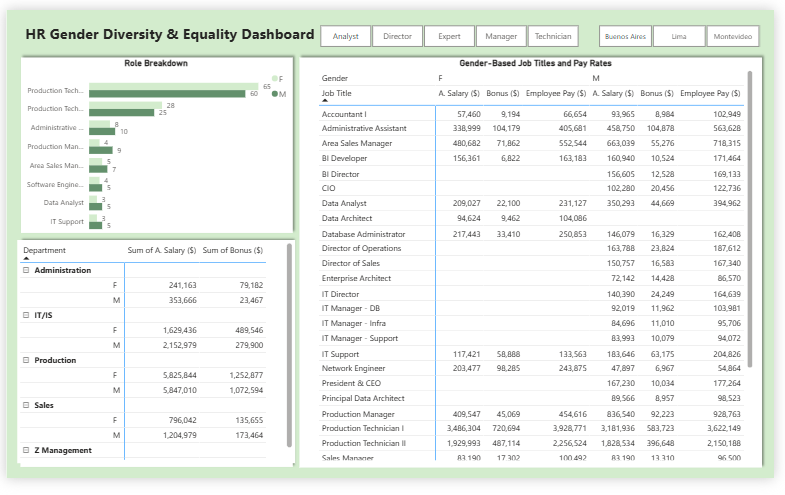 HR Gender Diversity & Equality Dashboard
Analyst Director Expert Manager Technician
Buenos Aires Lima Montevideo
Role Breakdown
F
M
Production Tech... 65 60
Production Tech... 28 25
Administrative ... 8 10
Production Man... 4 9
Area Sales Man... 5 7
Software Engine... 4 5
Data Analyst 3 5
IT Support 3 5
Department Sum of A. Salary ($) Sum of Bonus ($)
Administration
F 241,163 79,182
M 353,666 23,467
IT/IS
F 1,629,436 489,546
M 2,152,979 279,900
Production
F 5,825,844 1,252,877
M 5,847,010 1,072,594
Sales
F 796,042 135,655
M 1,204,979 173,464
Z Management
Gender-Based Job Titles and Pay Rates
Gender F M
Job Title A. Salary ($) Bonus ($) Employee Pay ($) A. Salary ($) Bonus ($) Employee Pay ($)
Accountant I 57,460 9,194 66,654 93,965 8,984 102,949
Administrative Assistant 338,999 104,179 405,681 458,750 104,878 563,628
Area Sales Manager 480,682 71,862 552,544 663,039 55,276 718,315
BI Developer 156,361 6,822 163,183 160,940 10,524 171,464
BI Director 156,605 12,528 169,133
CIO 102,280 20,456 122,736
Data Analyst 209,027 22,100 231,127 350,293 44,669 394,962
Data Architect 94,624 9,462 104,086
Database Administrator 217,443 33,410 250,853 146,079 16,329 162,408
Director of Operations 163,788 23,824 187,612
Director of Sales 150,757 16,583 167,340
Enterprise Architect 72,142 14,428 86,570
IT Director 140,390 24,249 164,639
IT Manager - DB 92,019 11,962 103,981
IT Manager - Infra 84,696 11,010 95,706
IT Manager - Support 83,993 10,079 94,072
IT Support 117,421 58,888 133,563 183,646 63,175 204,826
Network Engineer 203,477 98,285 243,875 47,897 6,967 54,864
President & CEO 167,230 10,034 177,264
Principal Data Architect 89,566 8,957 98,523
Production Manager 409,547 45,069 454,616 836,540 92,223 928,763
Production Technician I 3,486,304 720,694 3,928,771 3,181,936 583,723 3,622,149
Production Technician II 1,929,993 487,114 2,256,524 1,828,534 396,648 2,150,188
Sales Manager 83,190 17,302 100,492 83,190 13,310 96,500